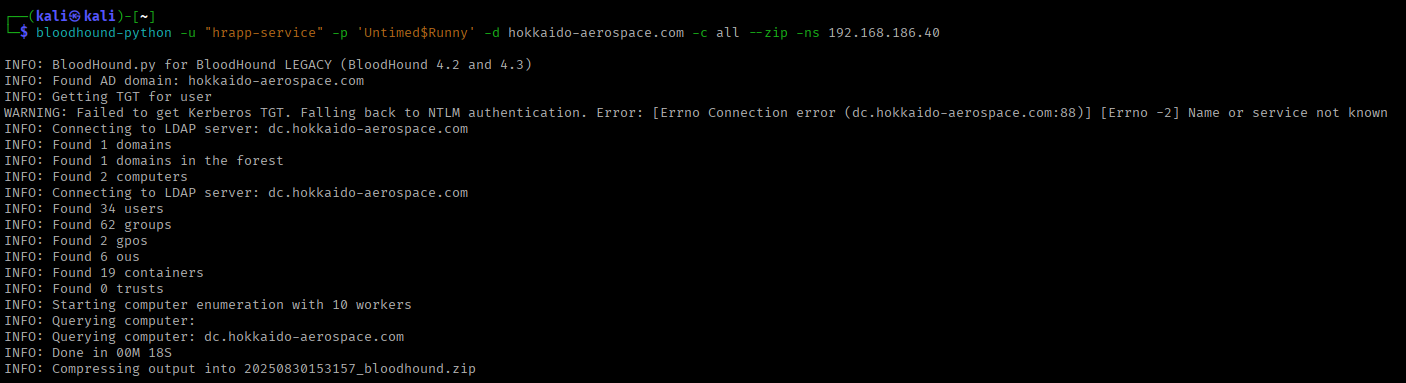 ┌──(kali㉿kali)-[~]
└─$ bloodhound-python -u "hrapp-service" -p 'Untimed$Runny' -d hokkaido-aerospace.com -c all --zip -ns 192.168.186.40
INFO: BloodHound.py for BloodHound LEGACY (BloodHound 4.2 and 4.3)
INFO: Found AD domain: hokkaido-aerospace.com
INFO: Getting TGT for user
WARNING: Failed to get Kerberos TGT. Falling back to NTLM authentication. Error: [Errno Connection error (dc.hokkaido-aerospace.com:88)] [Errno -2] Name or service not known
INFO: Connecting to LDAP server: dc.hokkaido-aerospace.com
INFO: Found 1 domains
INFO: Found 1 domains in the forest
INFO: Found 2 computers
INFO: Connecting to LDAP server: dc.hokkaido-aerospace.com
INFO: Found 34 users
INFO: Found 62 groups
INFO: Found 2 gpos
INFO: Found 6 ous
INFO: Found 19 containers
INFO: Found 0 trusts
INFO: Starting computer enumeration with 10 workers
INFO: Querying computer:
INFO: Querying computer: dc.hokkaido-aerospace.com
INFO: Done in 00M 18S
INFO: Compressing output into 20250830153157_bloodhound.zip